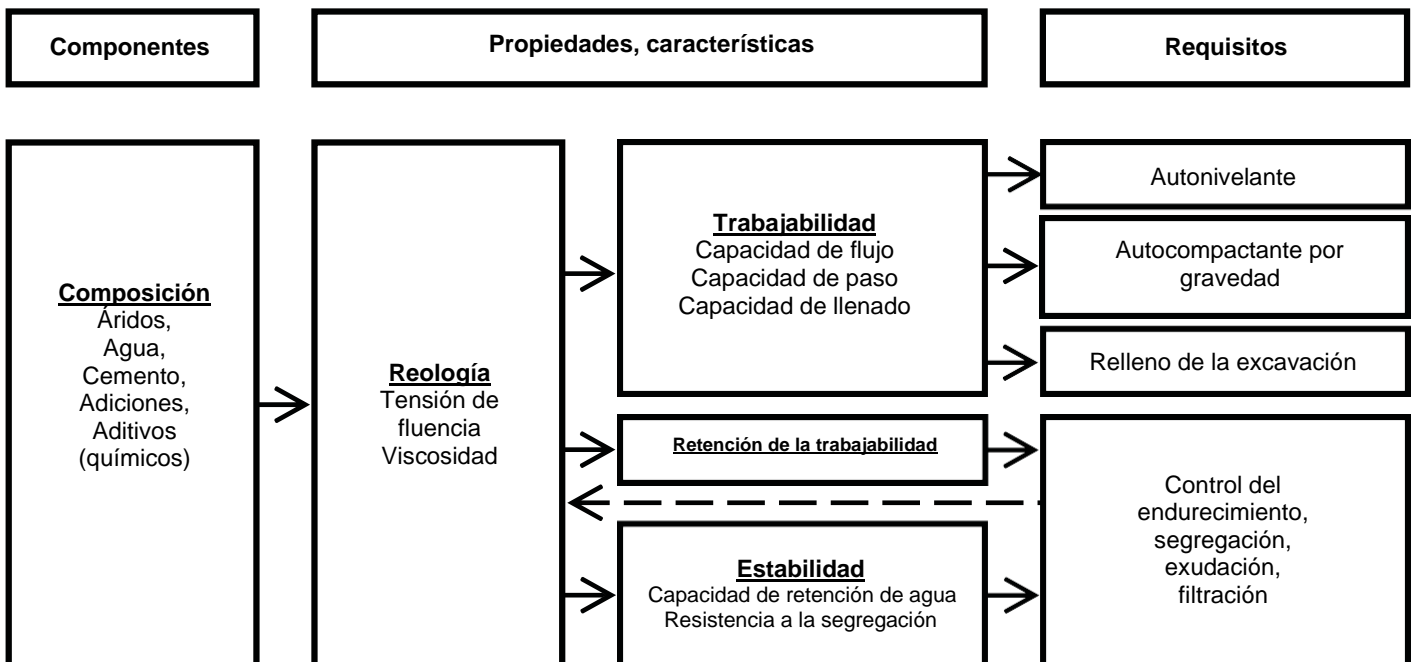 Componentes
Propiedades, características
Requisitos
Composición
Áridos,
Agua,
Cemento,
Adiciones,
Aditivos
(químicos)
Reología
Tensión de
fluencia
Viscosidad
Trabajabilidad
Capacidad de flujo
Capacidad de paso
Capacidad de llenado
Retención de la trabajabilidad
Estabilidad
Capacidad de retención de agua
Resistencia a la segregación
Autonivelante
Autocompactante por
gravedad
Relleno de la excavación
Control del
endurecimiento,
segregación,
exudación,
filtración